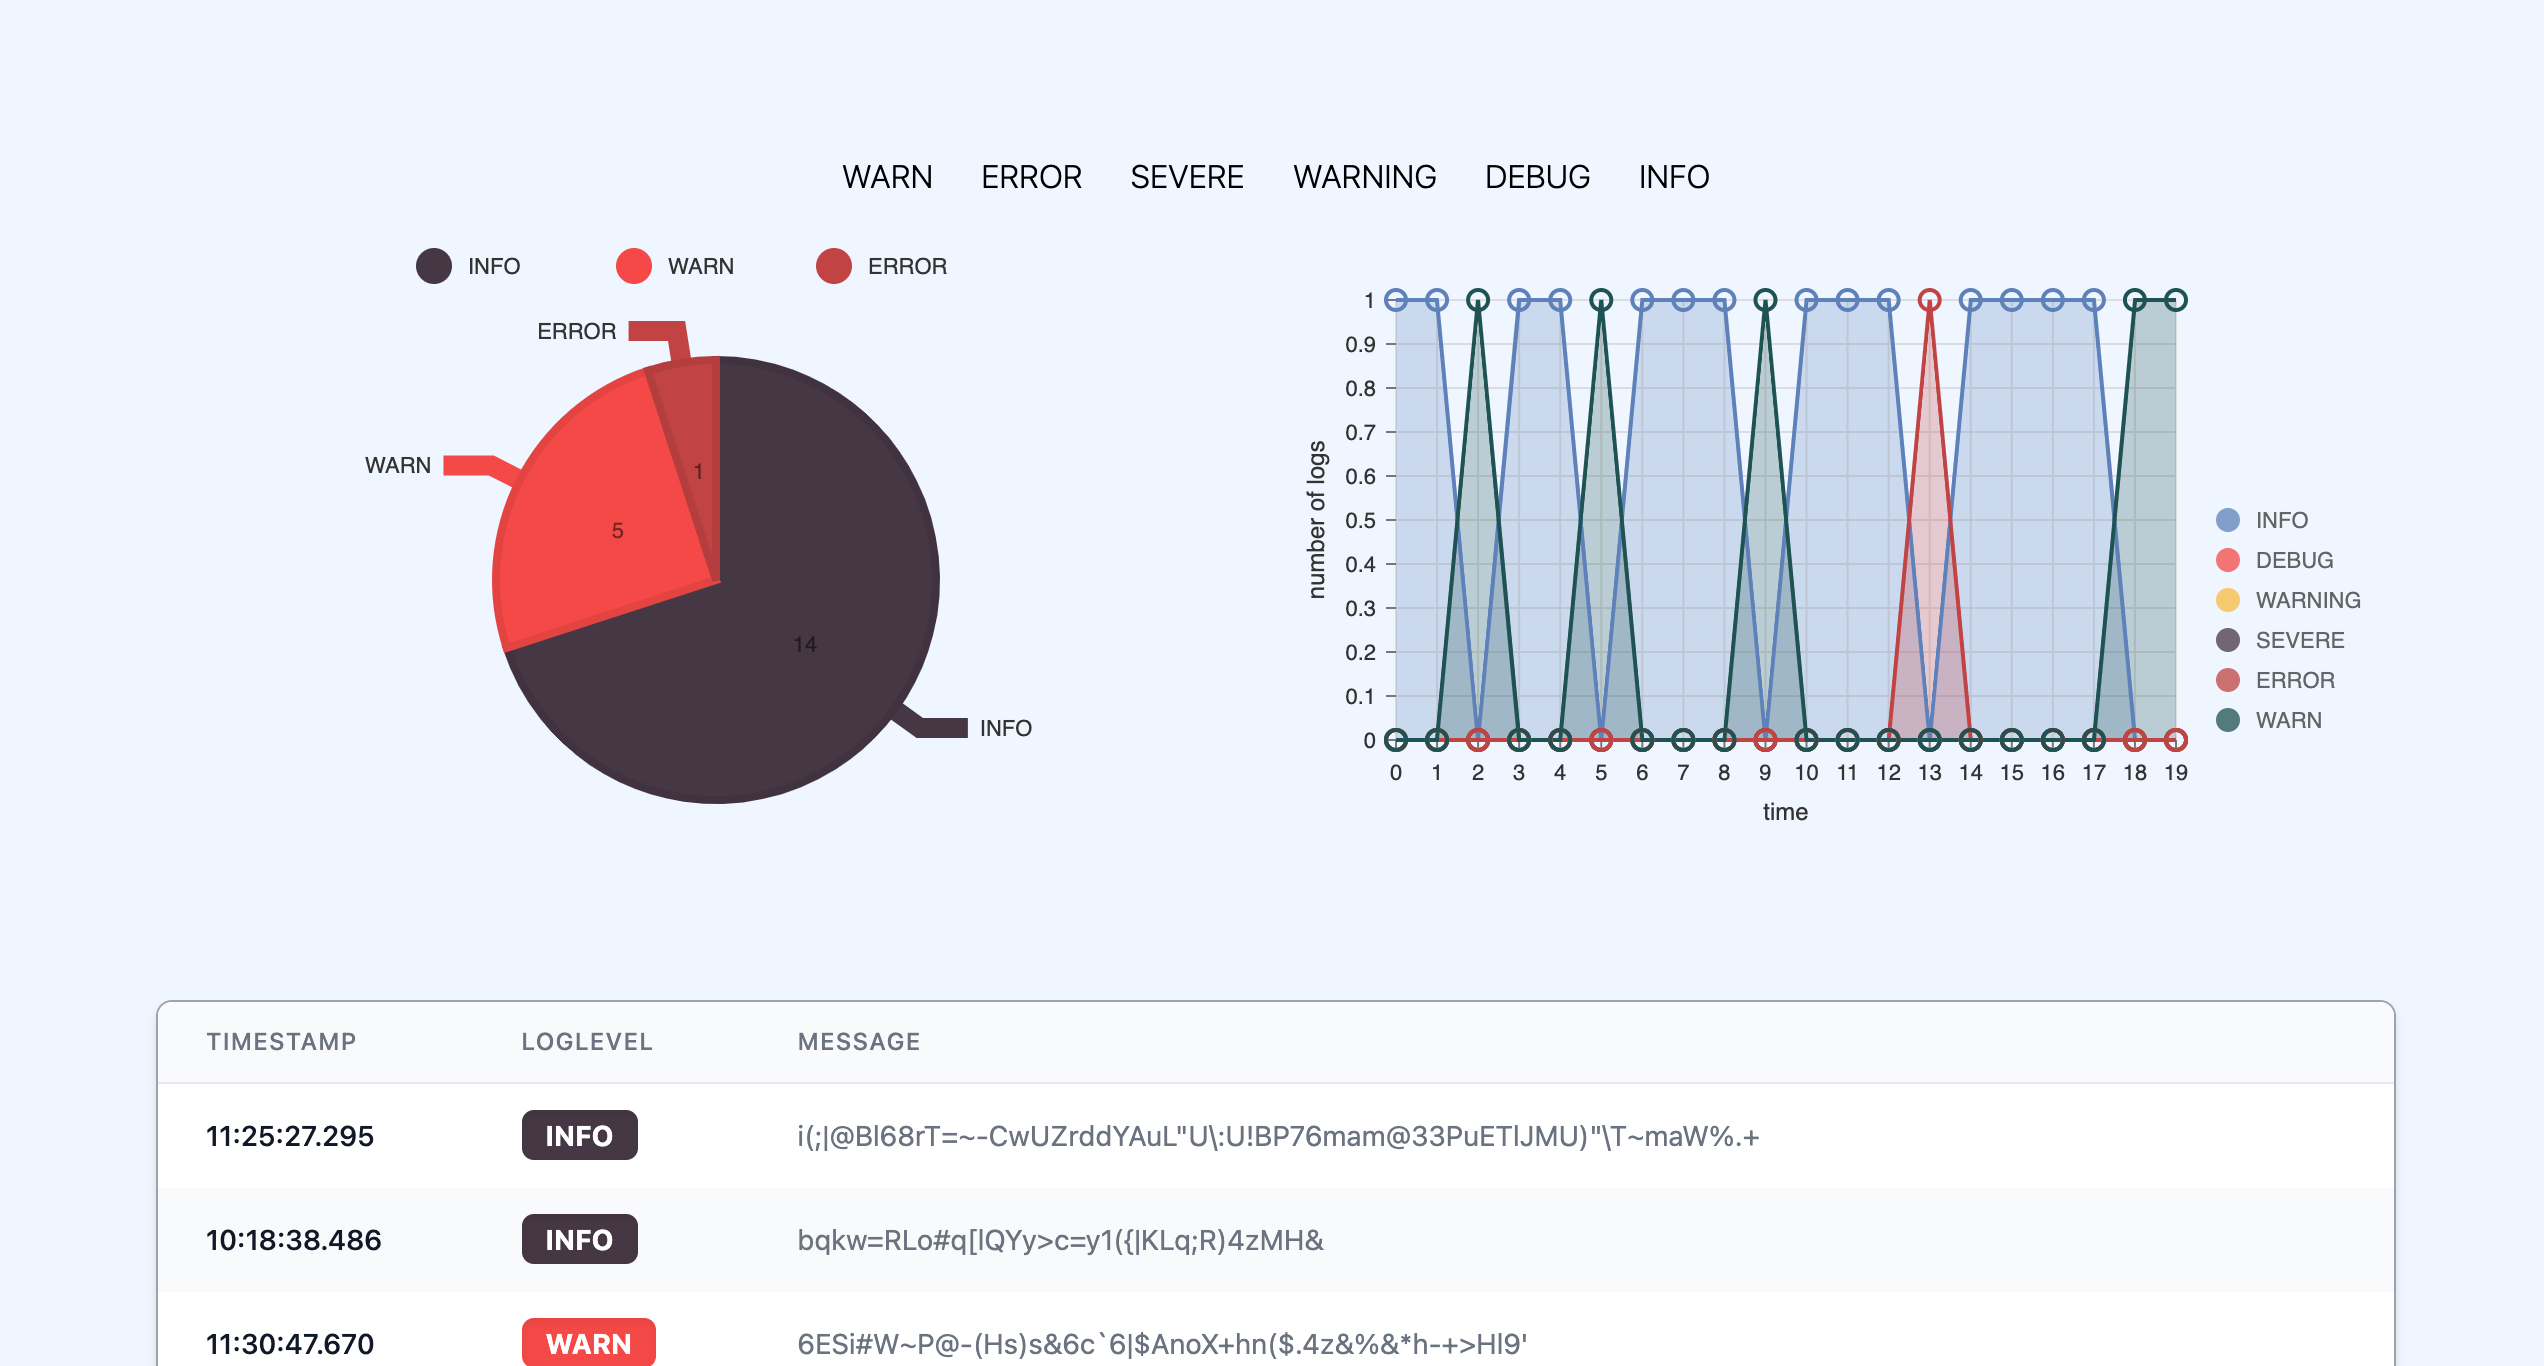 WARN ERROR SEVERE WARNING DEBUG INFO
INFO WARN ERROR
ERROR
WARN
1
5
14
INFO
number of logs
1
0.9
0.8
0.7
0.6
0.5
0.4
0.3
0.2
0.1
0
0 1 2 3 4 5 6 7 8 9 10 11 12 13 14 15 16 17 18 19
time
INFO
DEBUG
WARNING
SEVERE
ERROR
WARN
TIMESTAMP LOGLEVEL MESSAGE
11:25:27.295 INFO i(;|@Bl68rT=~-CwUZrddYAuL"U\:U!BP76mam@33PuETlJMU)"\T~maW%.+
10:18:38.486 INFO bqkw=RLo#q[lQYy>c=y1({|KLq;R)4zMH&
11:30:47.670 WARN 6ESi#W~P@-(Hs)s&6c`6|$AnoX+hn($.4z&%&*h-+>Hl9'